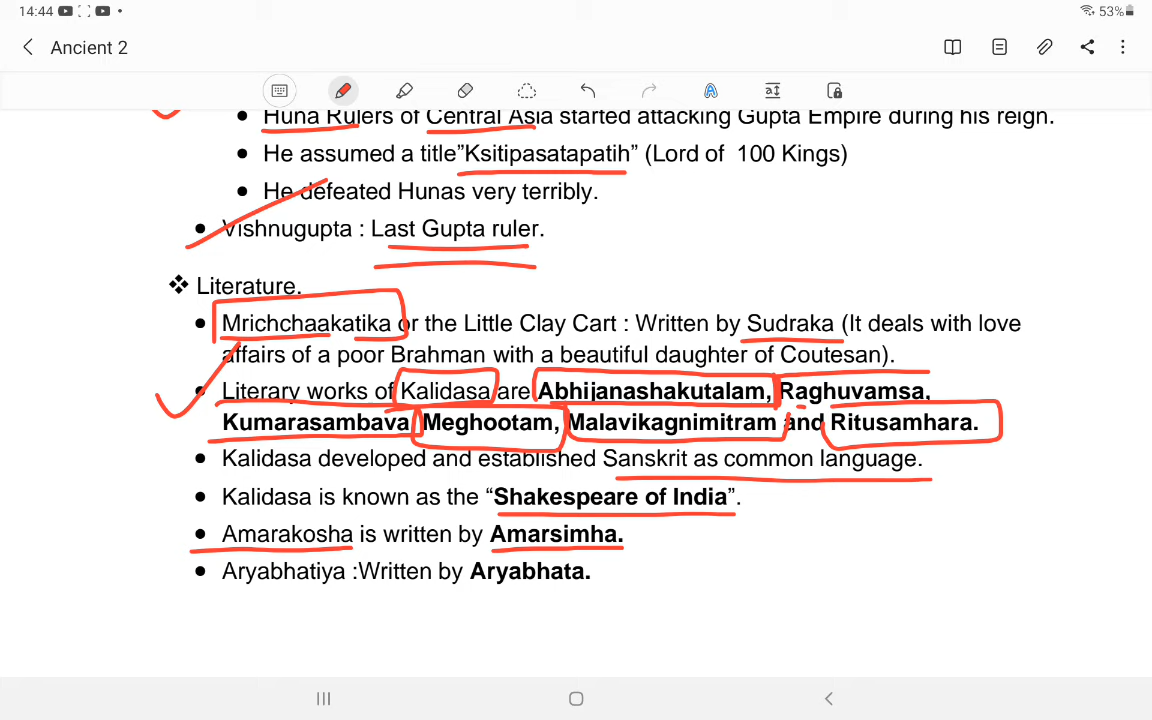 14:44
53%
Ancient 2
Huna Rulers of Central Asia started attacking Gupta Empire during his reign.
He assumed a title”Ksitipasatapatih” (Lord of 100 Kings)
He defeated Hunas very terribly.
Vishnugupta : Last Gupta ruler.
Literature.
Mrichchaakatika or the Little Clay Cart : Written by Sudraka (It deals with love
affairs of a poor Brahman with a beautiful daughter of Coutesan).
Literary works of Kalidasa are Abhijanashakutalam, Raghuvamsa,
Kumarasambava Meghootam, Malavikagnimitram and Ritusamhara.
Kalidasa developed and established Sanskrit as common language.
Kalidasa is known as the “Shakespeare of India”.
Amarakosha is written by Amarsimha.
Aryabhatiya :Written by Aryabhata.